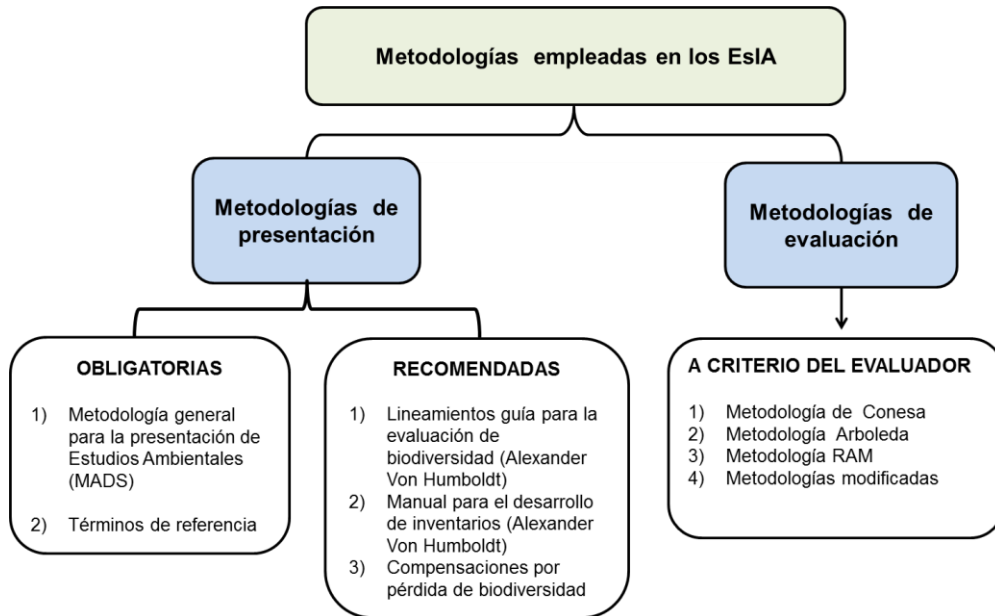 Metodologías empleadas en los EsIA
Metodologías de
presentación
Metodologías de
evaluación
OBLIGATORIAS
1) Metodología general
para la presentación de
Estudios Ambientales
(MADS)
2) Términos de referencia
RECOMENDADAS
1) Lineamientos guía para la
evaluación de
biodiversidad (Alexander
Von Humboldt)
2) Manual para el desarrollo
de inventarios (Alexander
Von Humboldt)
3) Compensaciones por
pérdida de biodiversidad
A CRITERIO DEL EVALUADOR
1) Metodología de Conesa
2) Metodología Arboleda
3) Metodología RAM
4) Metodologías modificadas